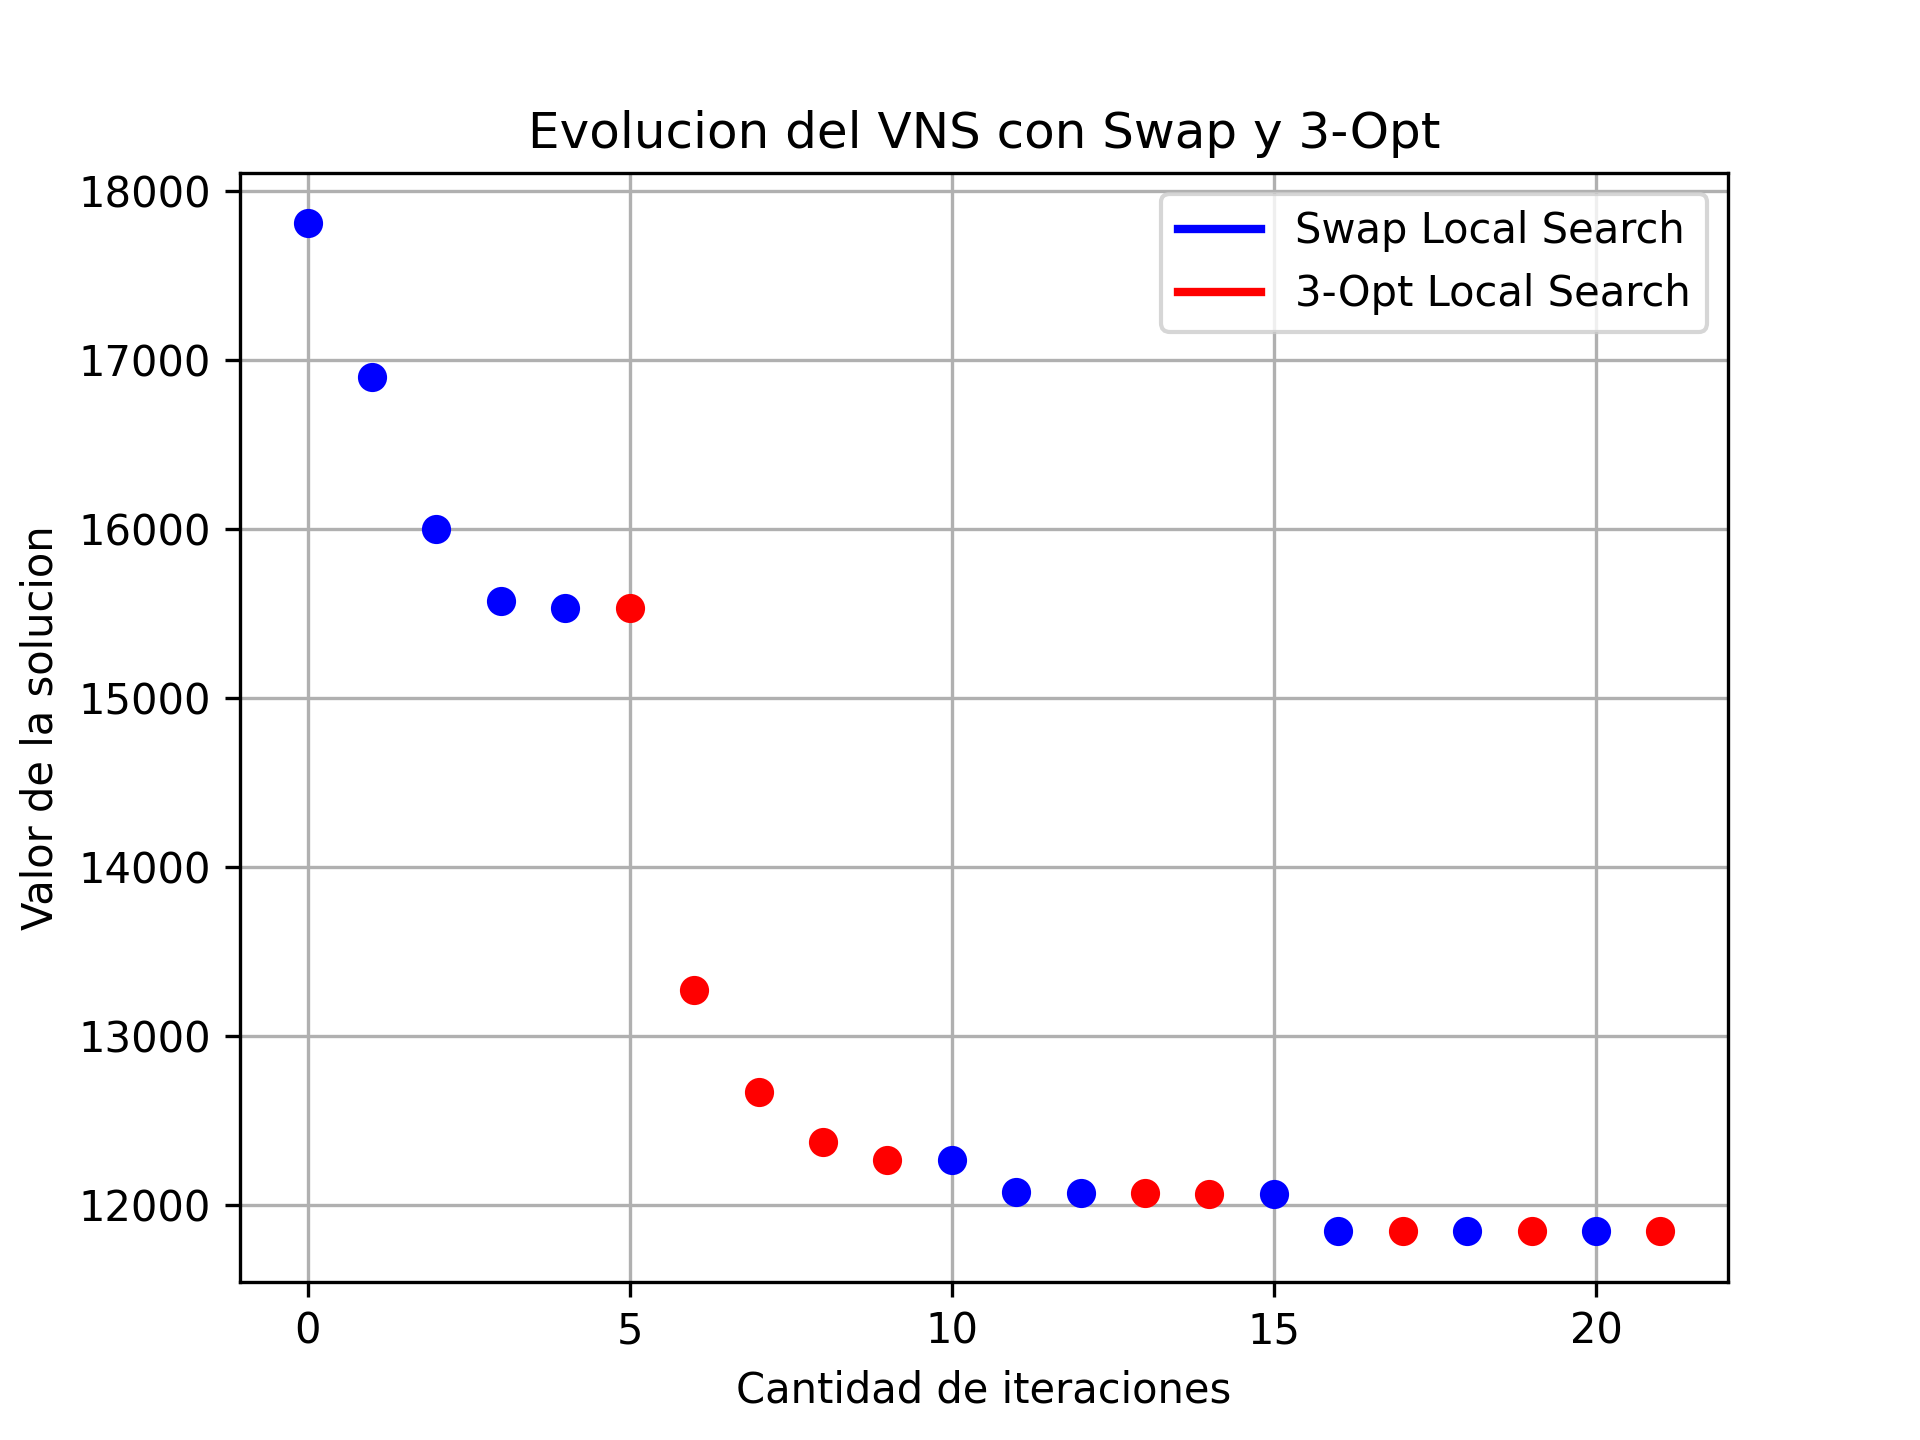 Evolucion del VNS con Swap y 3-Opt
18000
17000
16000
15000
14000
13000
12000
Valor de la solucion
Swap Local Search
3-Opt Local Search
0 5 10 15 20
Cantidad de iteraciones